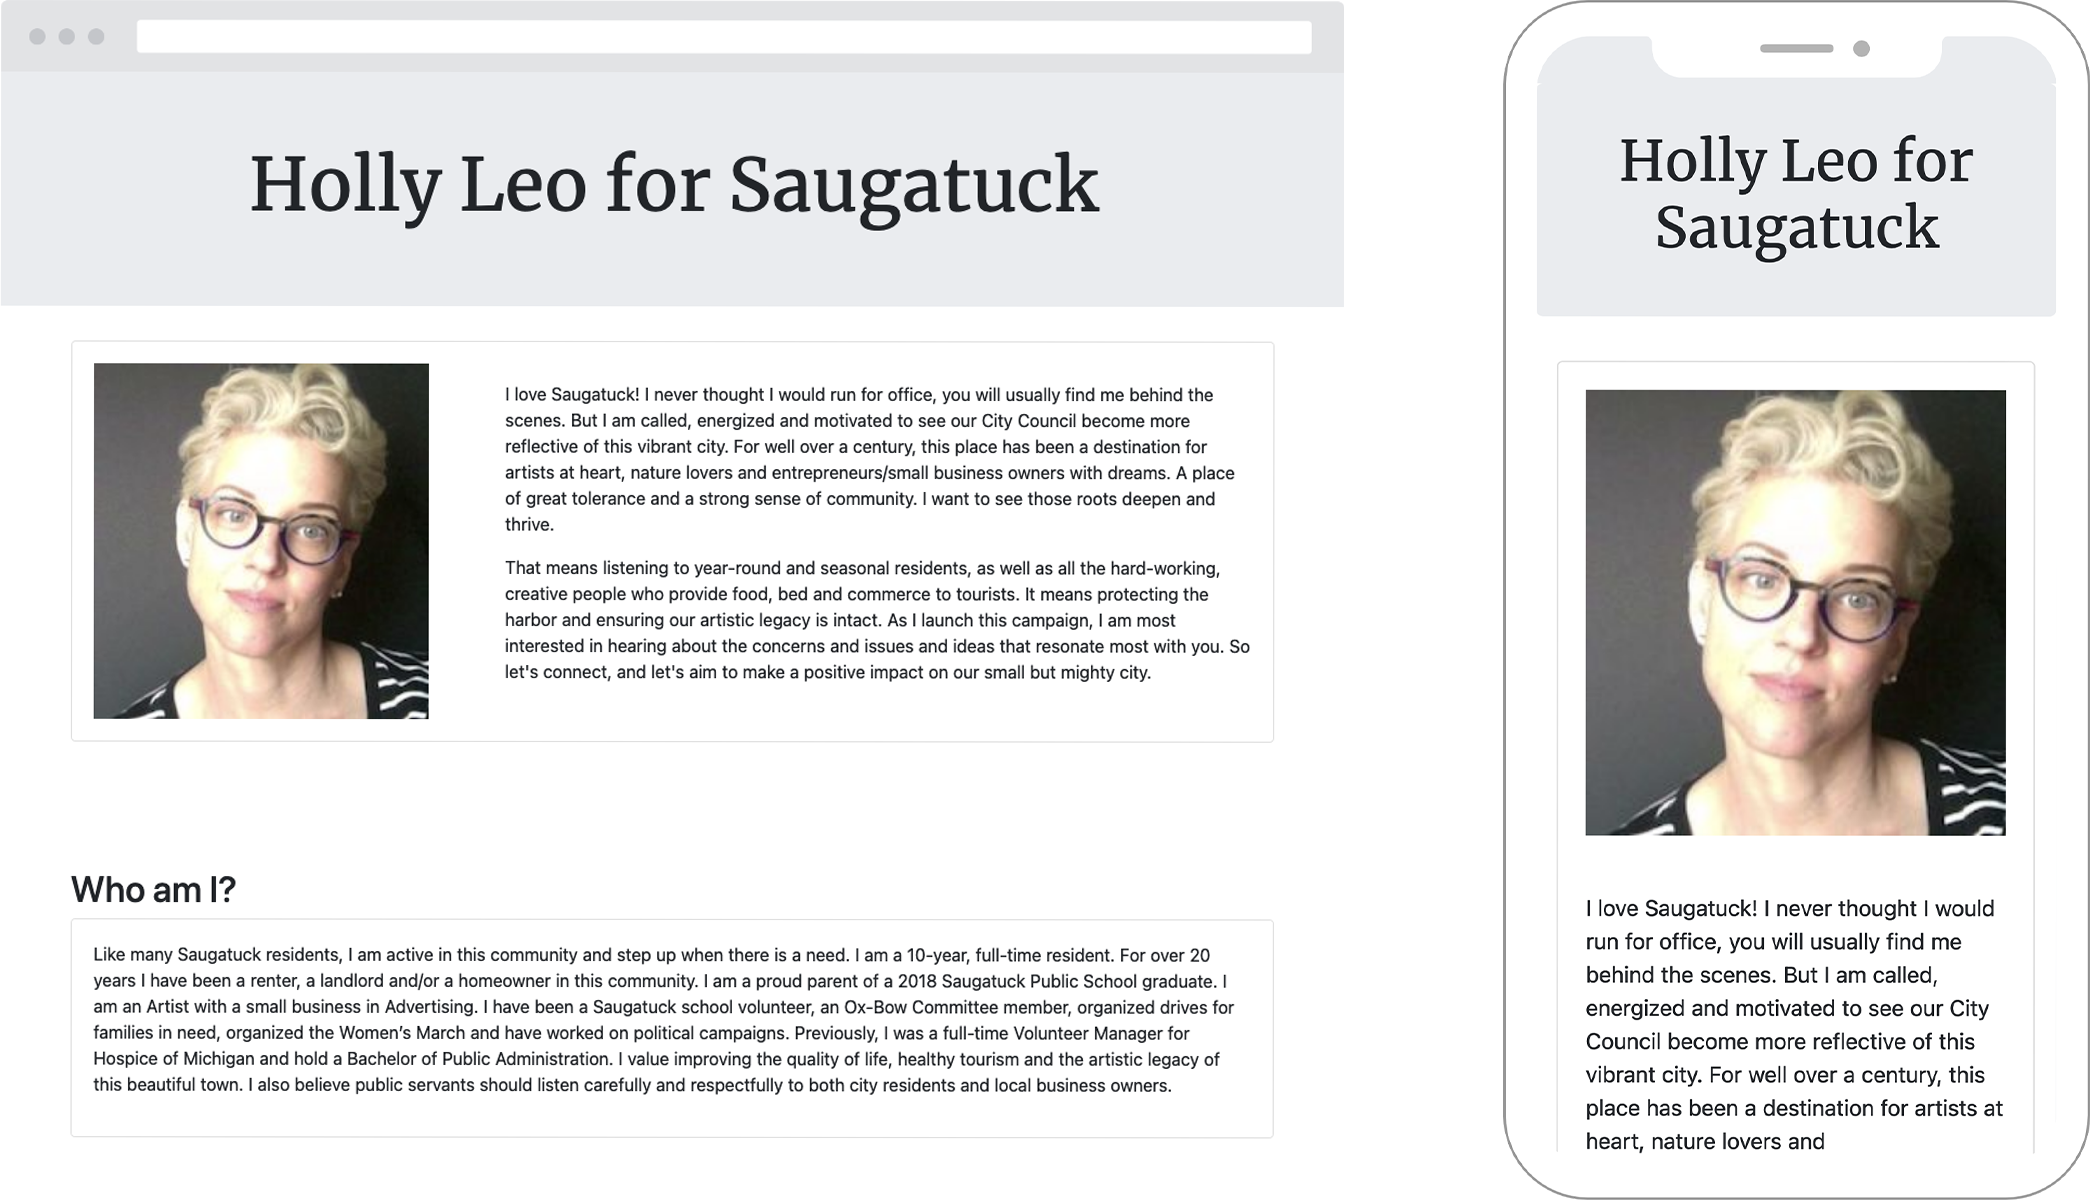 Holly Leo for Saugatuck
I love Saugatuck! I never thought I would run for office, you will usually find me behind the
scenes. But I am called, energized and motivated to see our City Council become more
reflective of this vibrant city. For well over a century, this place has been a destination for
artists at heart, nature lovers and entrepreneurs/small business owners with dreams. A place
of great tolerance and a strong sense of community. I want to see those roots deepen and
thrive.
That means listening to year-round and seasonal residents, as well as all the hard-working,
creative people who provide food, bed and commerce to tourists. It means protecting the
harbor and ensuring our artistic legacy is intact. As I launch this campaign, I am most
interested in hearing about the concerns and issues and ideas that resonate most with you. So
let's connect, and let's aim to make a positive impact on our small but mighty city.
Who am I?
Like many Saugatuck residents, I am active in this community and step up when there is a need. I am a 10-year, full-time resident. For over 20
years I have been a renter, a landlord and/or a homeowner in this community. I am a proud parent of a 2018 Saugatuck Public School graduate. I
am an Artist with a small business in Advertising. I have been a Saugatuck school volunteer, an Ox-Bow Committee member, organized drives for
families in need, organized the Women’s March and have worked on political campaigns. Previously, I was a full-time Volunteer Manager for
Hospice of Michigan and hold a Bachelor of Public Administration. I value improving the quality of life, healthy tourism and the artistic legacy of
this beautiful town. I also believe public servants should listen carefully and respectfully to both city residents and local business owners.
Holly Leo for
Saugatuck
I love Saugatuck! I never thought I would
run for office, you will usually find me
behind the scenes. But I am called,
energized and motivated to see our City
Council become more reflective of this
vibrant city. For well over a century, this
place has been a destination for artists at
heart, nature lovers and